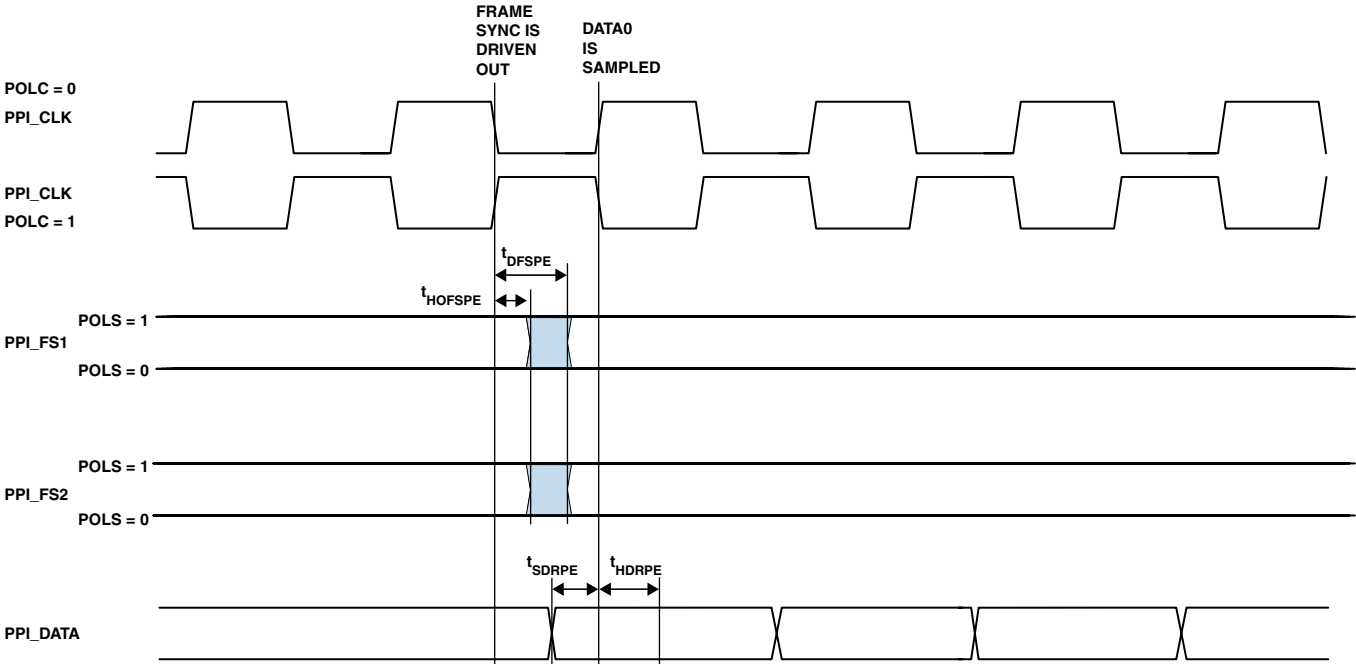 FRAME
SYNC IS
DRIVEN
OUT
DATA0
IS
SAMPLED
POLC = 0
PPI_CLK
PPI_CLK
POLC = 1
tDFSPE
tHOFSPE
POLS = 1
PPI_FS1
POLS = 0
POLS = 1
PPI_FS2
POLS = 0
tSDRPE
tHDRPE
PPI_DATA